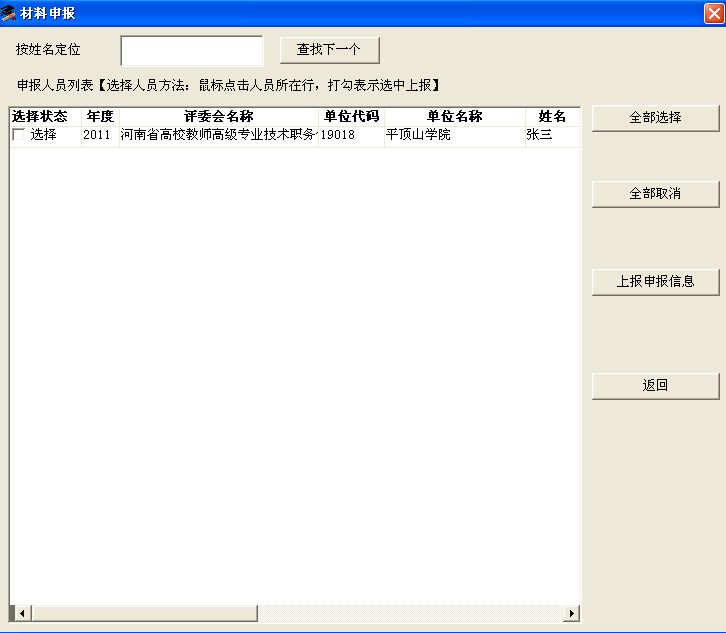 材料申报
按姓名定位 查找下一个
申报人员列表【选择人员方法：鼠标点击人员所在行，打勾表示选中上报】
选择状态 年度 评委会名称 单位代码 单位名称 姓名
选择 2011 河南省高校教师高级专业技术职务 19018 平顶山学院 张三
全部选择
全部取消
上报申报信息
返回